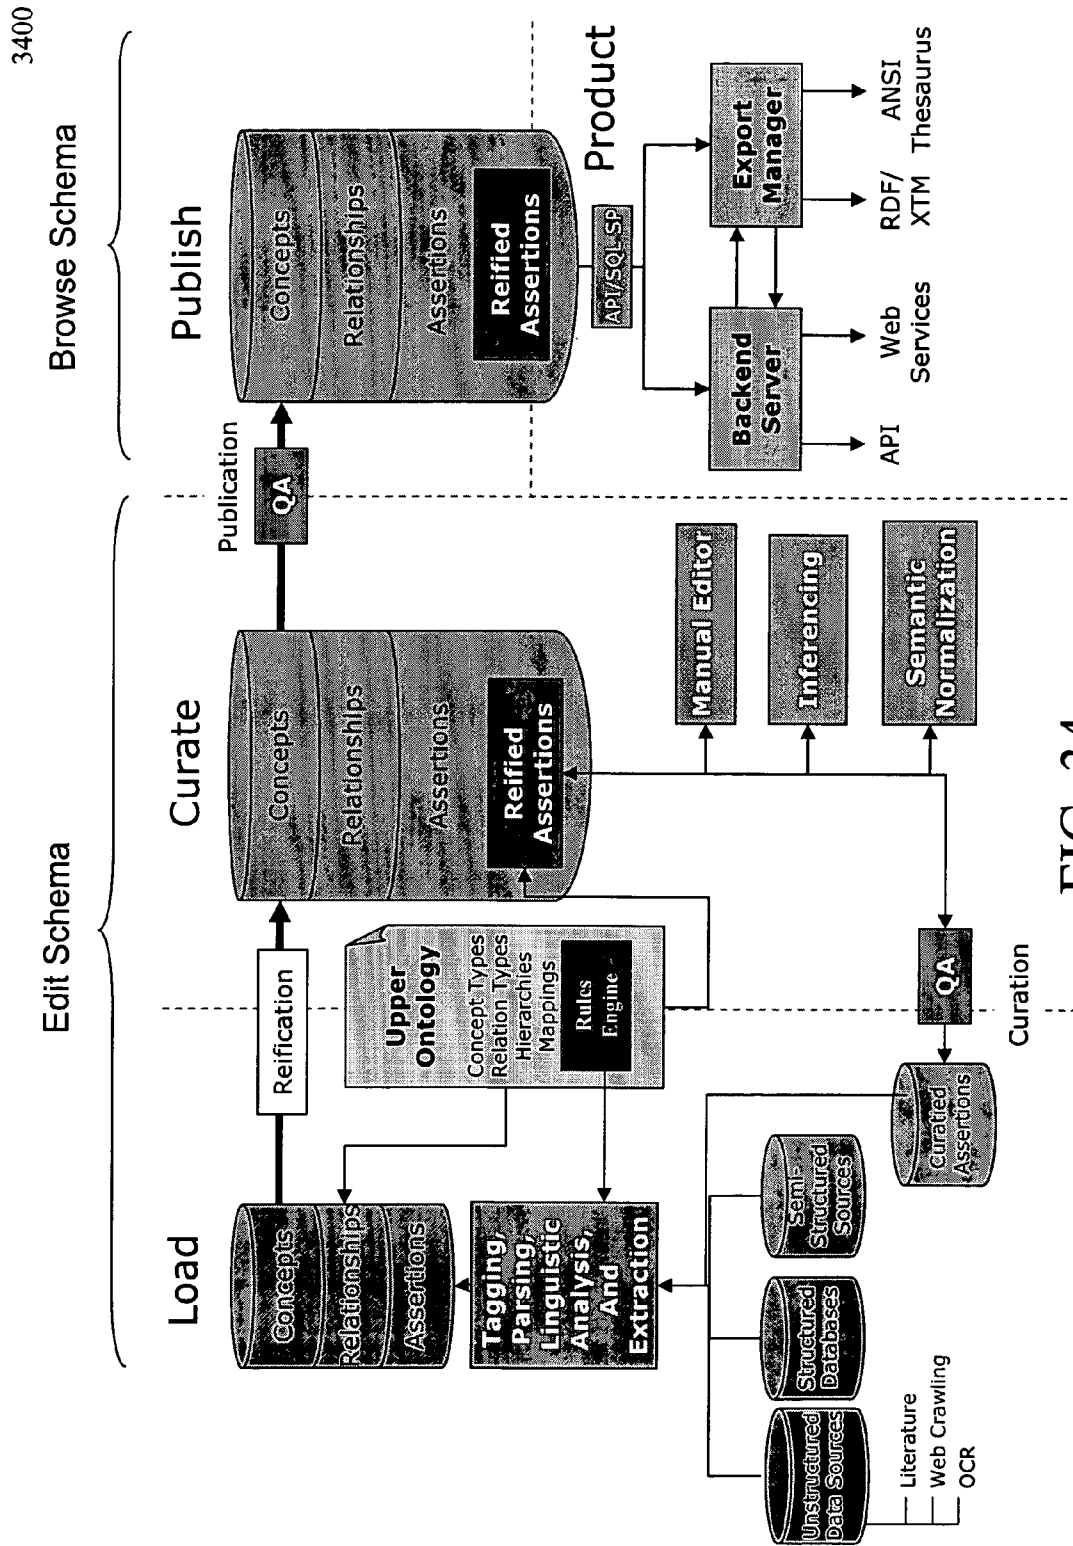 3400
Edit Schema
Browse Schema
Load
Curate
Publish
Concepts
Relationships
Assertions
Reification
Concepts
Relationships
Assertions
Reified
Assertions
Publication
QA
Concepts
Relationships
Assertions
Reified
Assertions
Upper
Ontology
Concept Types
Relation Types
Hierarchies
Mappings
Rules
Engine
Tagging,
Parsing,
Linguistic
Analysis,
And
Extraction
Unstructured
Data Sources
Structured
Databases
Semi-
Structured
Sources
Curatied
Assertions
Literature
Web Crawling
OCR
QA
Curation
Manual Editor
Inferencing
Semantic
Normalization
Product
API/SQL-SP
Backend
Server
Export
Manager
API
Web
Services
RDF/
XTM
ANSI
Thesaurus